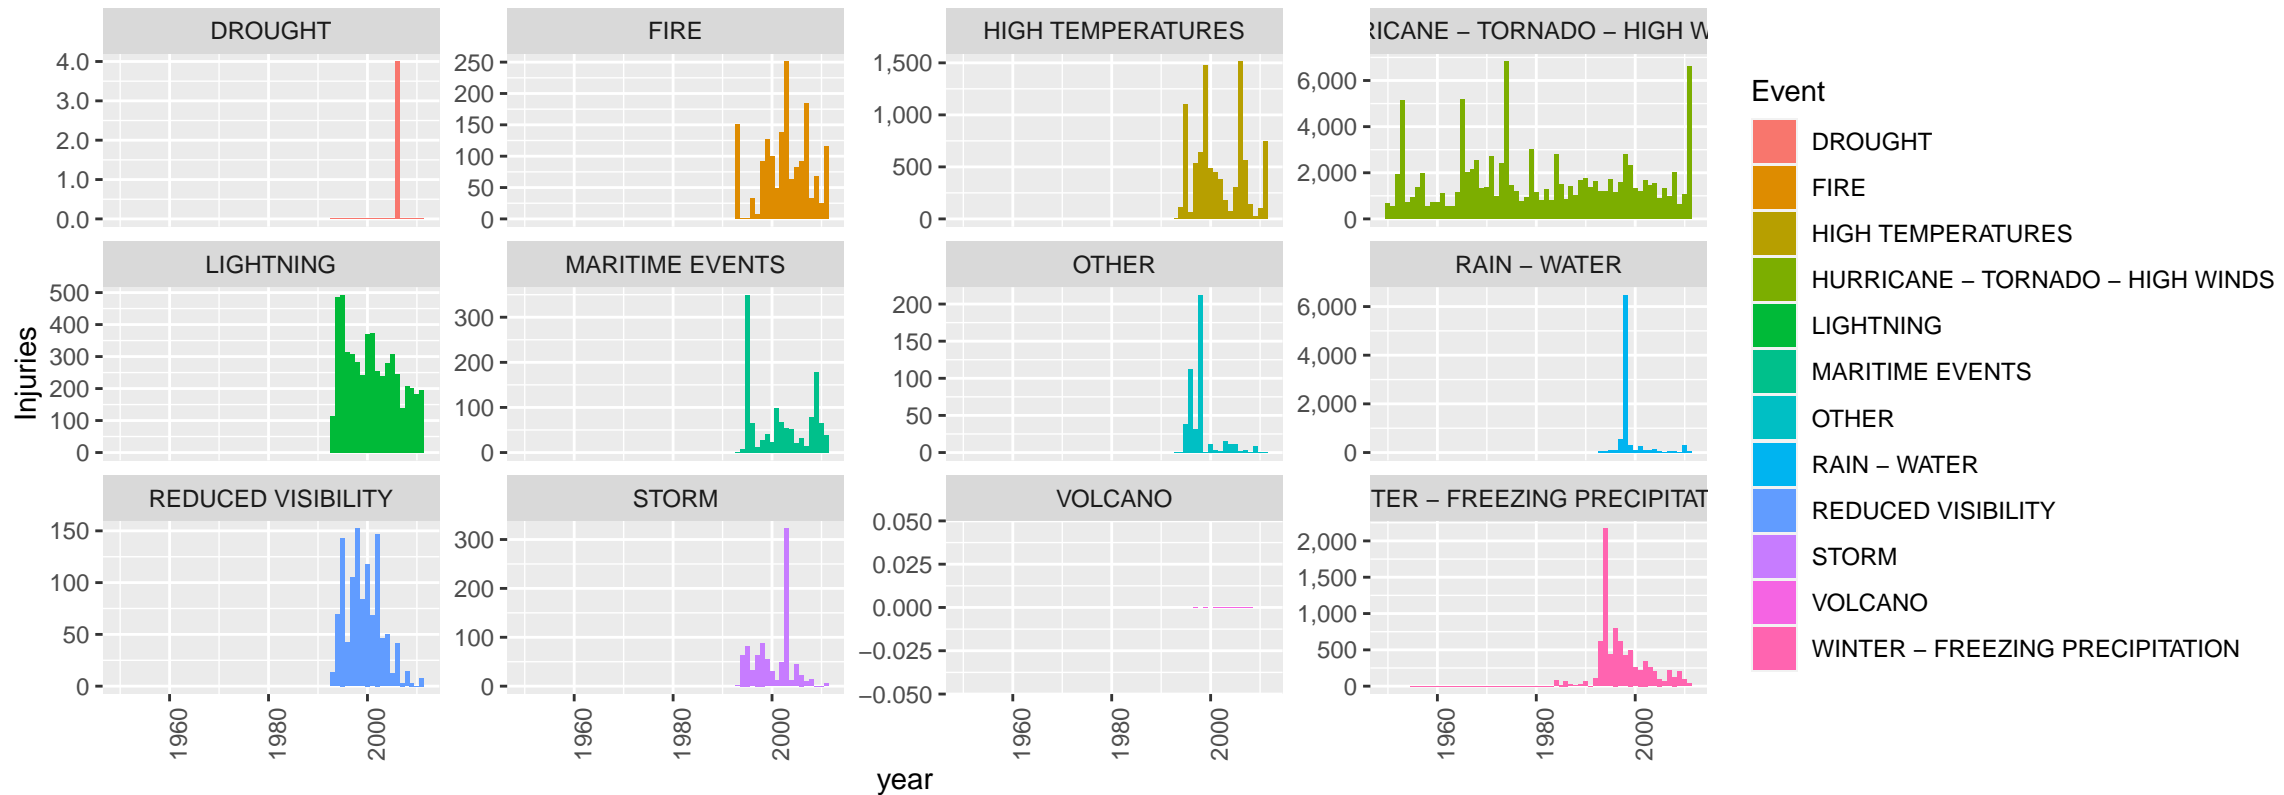 DROUGHT
FIRE
HIGH TEMPERATURES
RICANE – TORNADO – HIGH W
4.0
3.0
2.0
1.0
0.0
250
200
150
100
50
0
1,500
1,000
500
0
6,000
4,000
2,000
0
LIGHTNING
MARITIME EVENTS
OTHER
RAIN – WATER
500
400
300
200
100
0
300
200
100
0
200
150
100
50
0
6,000
4,000
2,000
0
REDUCED VISIBILITY
STORM
VOLCANO
TER – FREEZING PRECIPITAT
150
100
50
0
300
200
100
0
0.050
0.025
0.000
−0.025
−0.050
2,000
1,500
1,000
500
0
1960
1980
2000
1960
1980
2000
1960
1980
2000
1960
1980
2000
year
Injuries
Event
DROUGHT
FIRE
HIGH TEMPERATURES
HURRICANE – TORNADO – HIGH WINDS
LIGHTNING
MARITIME EVENTS
OTHER
RAIN – WATER
REDUCED VISIBILITY
STORM
VOLCANO
WINTER – FREEZING PRECIPITATION